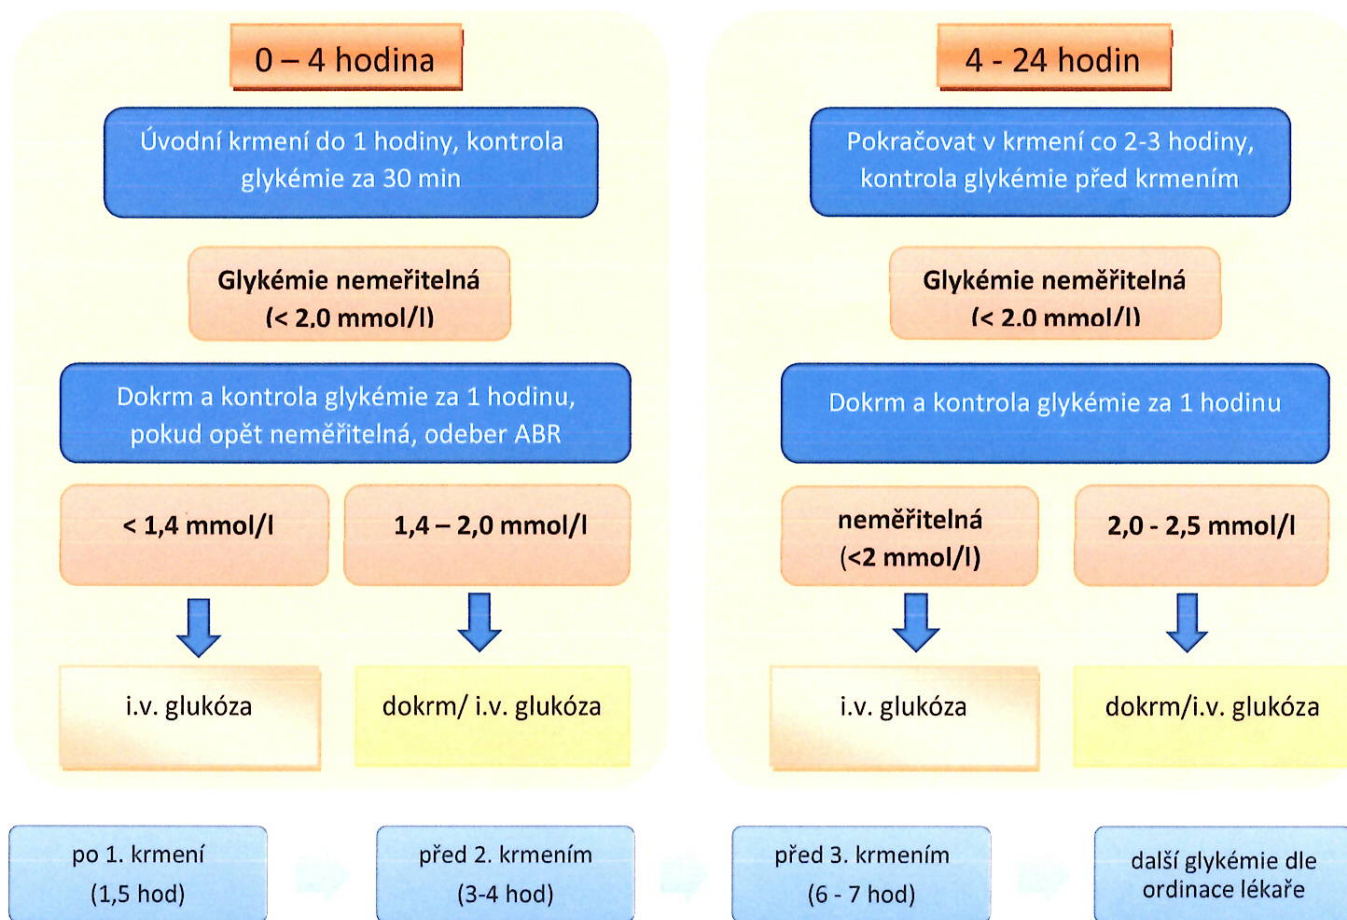 0 – 4 hodina
Úvodní krmení do 1 hodiny, kontrola
glykémie za 30 min
Glykémie nemeřitelná
(< 2,0 mmol/l)
Dokrm a kontrola glykémie za 1 hodinu,
pokud opět neměřitelná, odeber ABR
< 1,4 mmol/l
1,4 – 2,0 mmol/l
i.v. glukóza
dokrm/ i.v. glukóza
4 - 24 hodin
Pokračovat v krmení co 2-3 hodiny,
kontrola glykémie před krmením
Glykémie neměřitelná
(< 2,0 mmol/l)
Dokrm a kontrola glykémie za 1 hodinu
neměřitelná
(<2 mmol/l)
2,0 - 2,5 mmol/l
i.v. glukóza
dokrm/i.v. glukóza
po 1. krmení
(1,5 hod)
před 2. krmením
(3-4 hod)
před 3. krmením
(6 - 7 hod)
další glykémie dle
ordinace lékaře